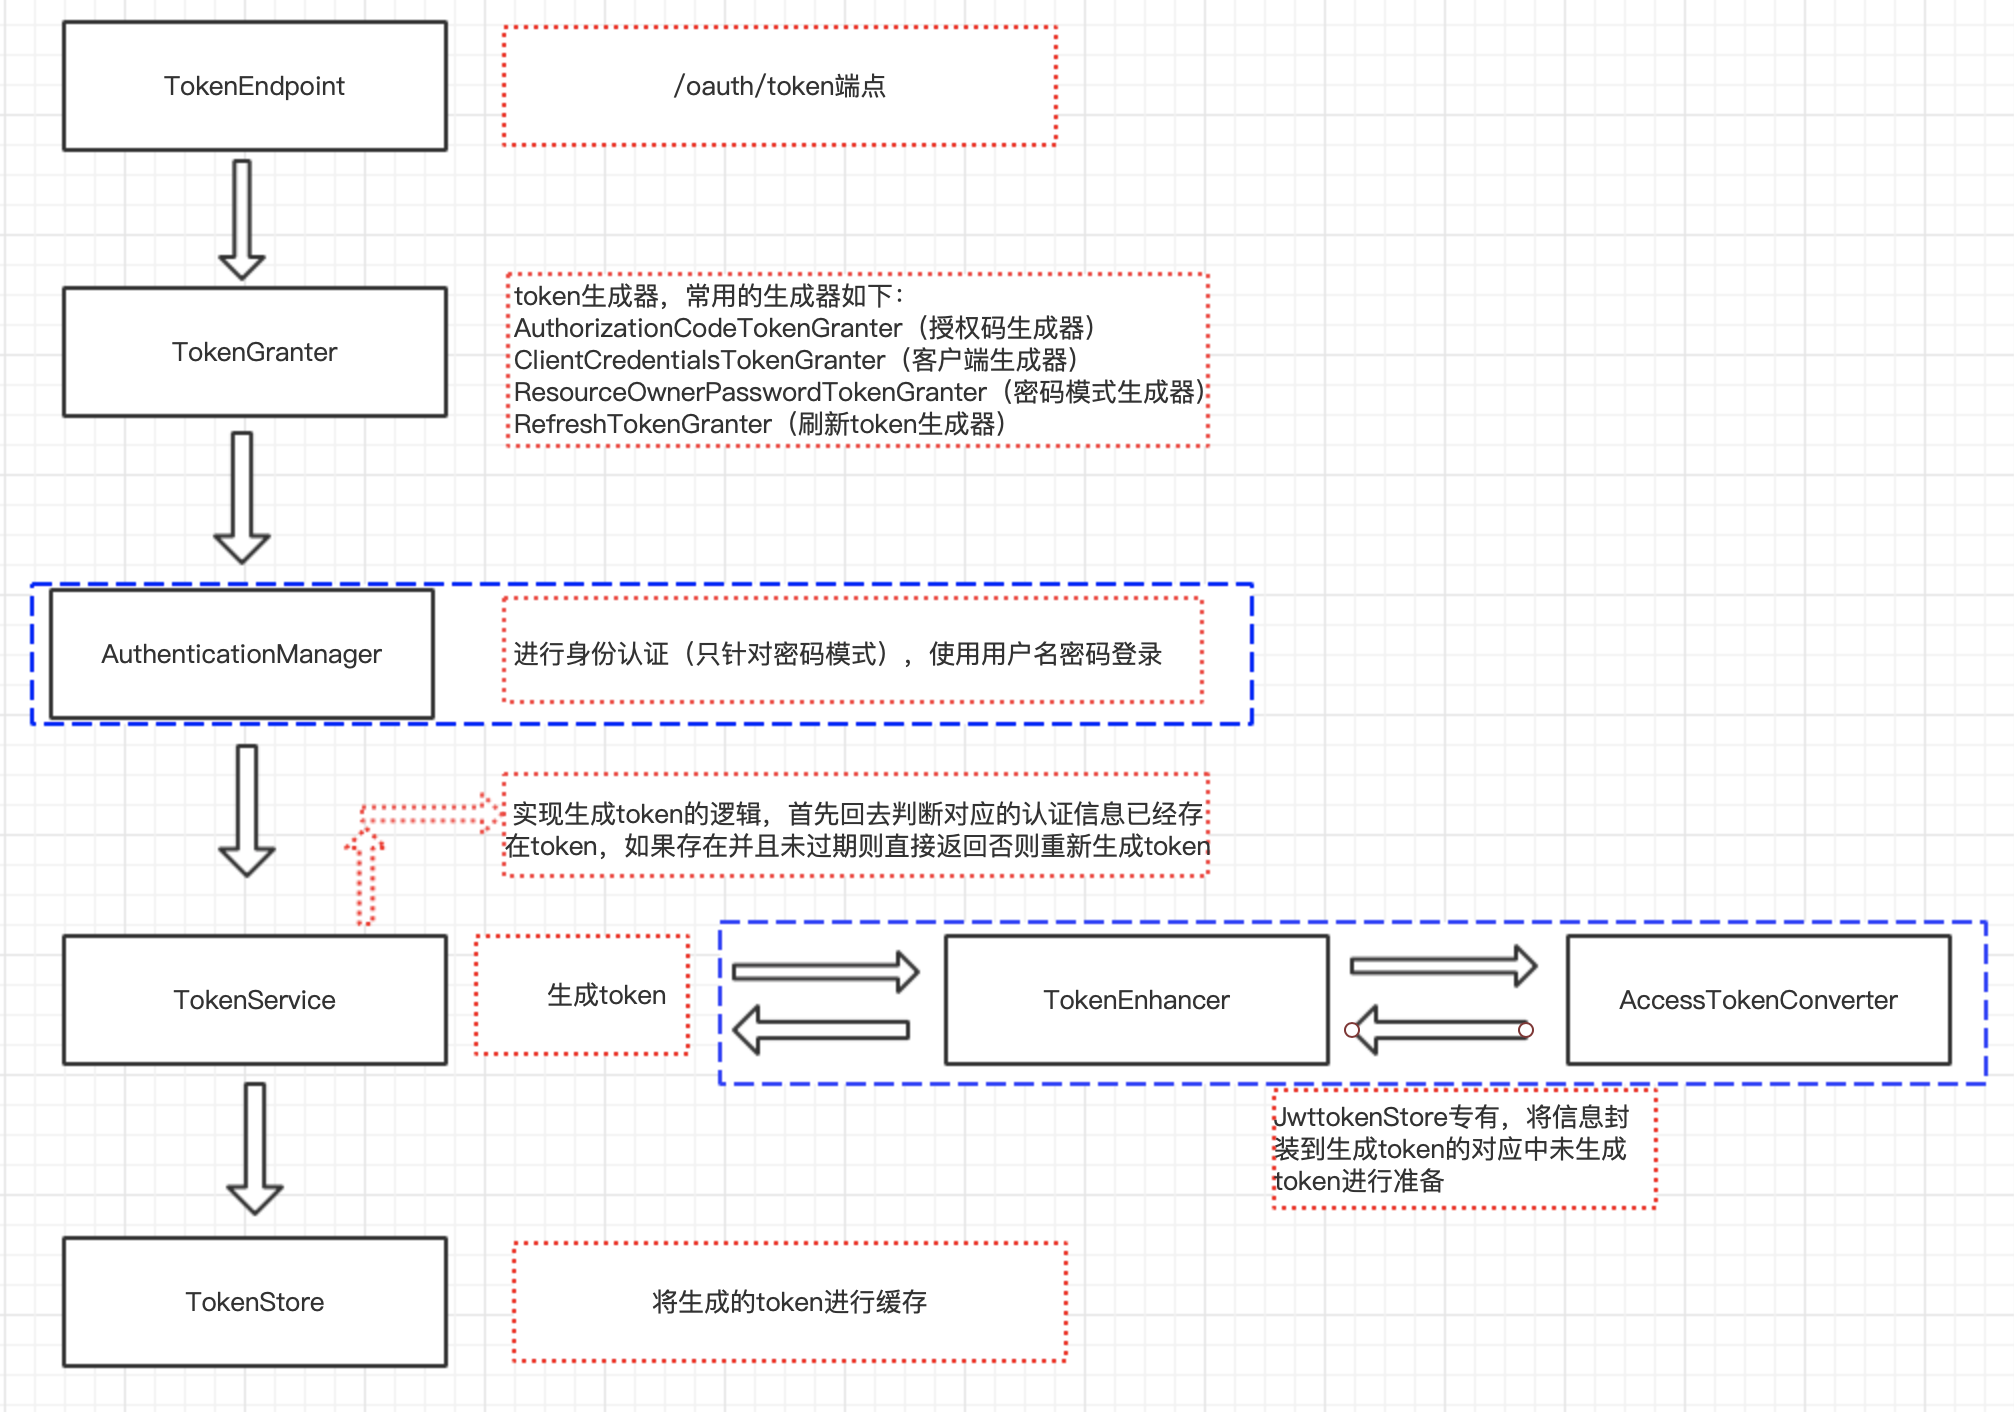 TokenEndpoint
/oauth/token端点
TokenGranter
token生成器，常用的生成器如下：
AuthorizationCodeTokenGranter（授权码生成器）
ClientCredentialsTokenGranter（客户端生成器）
ResourceOwnerPasswordTokenGranter（密码模式生成器）
RefreshTokenGranter（刷新token生成器）
AuthenticationManager
进行身份认证（只针对密码模式），使用用户名密码登录
实现生成token的逻辑，首先回去判断对应的认证信息已经存
在token，如果存在并且未过期则直接返回否则重新生成token
TokenService
生成token
TokenEnhancer
AccessTokenConverter
JwttokenStore专有，将信息封
装到生成token的对应中未生成
token进行准备
TokenStore
将生成的token进行缓存